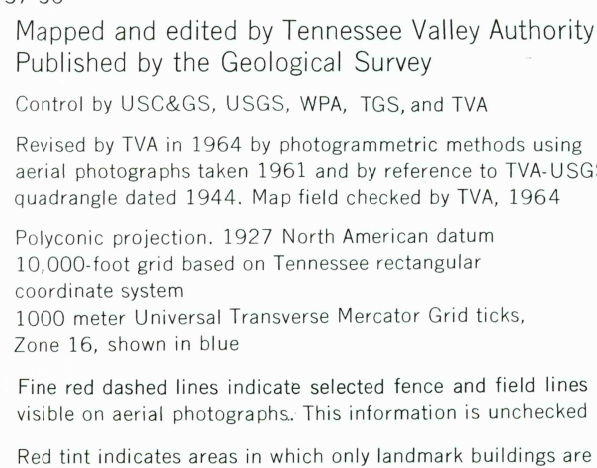 Mapped and edited by Tennessee Valley Authority
Published by the Geological Survey
Control by USC&GS, USGS, WPA, TGS, and TVA
Revised by TVA in 1964 by photogrammetric methods using
aerial photographs taken 1961 and by reference to TVA-USGS
quadrangle dated 1944. Map field checked by TVA, 1964
Polyconic projection. 1927 North American datum
10,000-foot grid based on Tennessee rectangular
coordinate system
1000 meter Universal Transverse Mercator Grid ticks,
Zone 16, shown in blue
Fine red dashed lines indicate selected fence and field lines
visible on aerial photographs. This information is unchecked
Red tint indicates areas in which only landmark buildings are